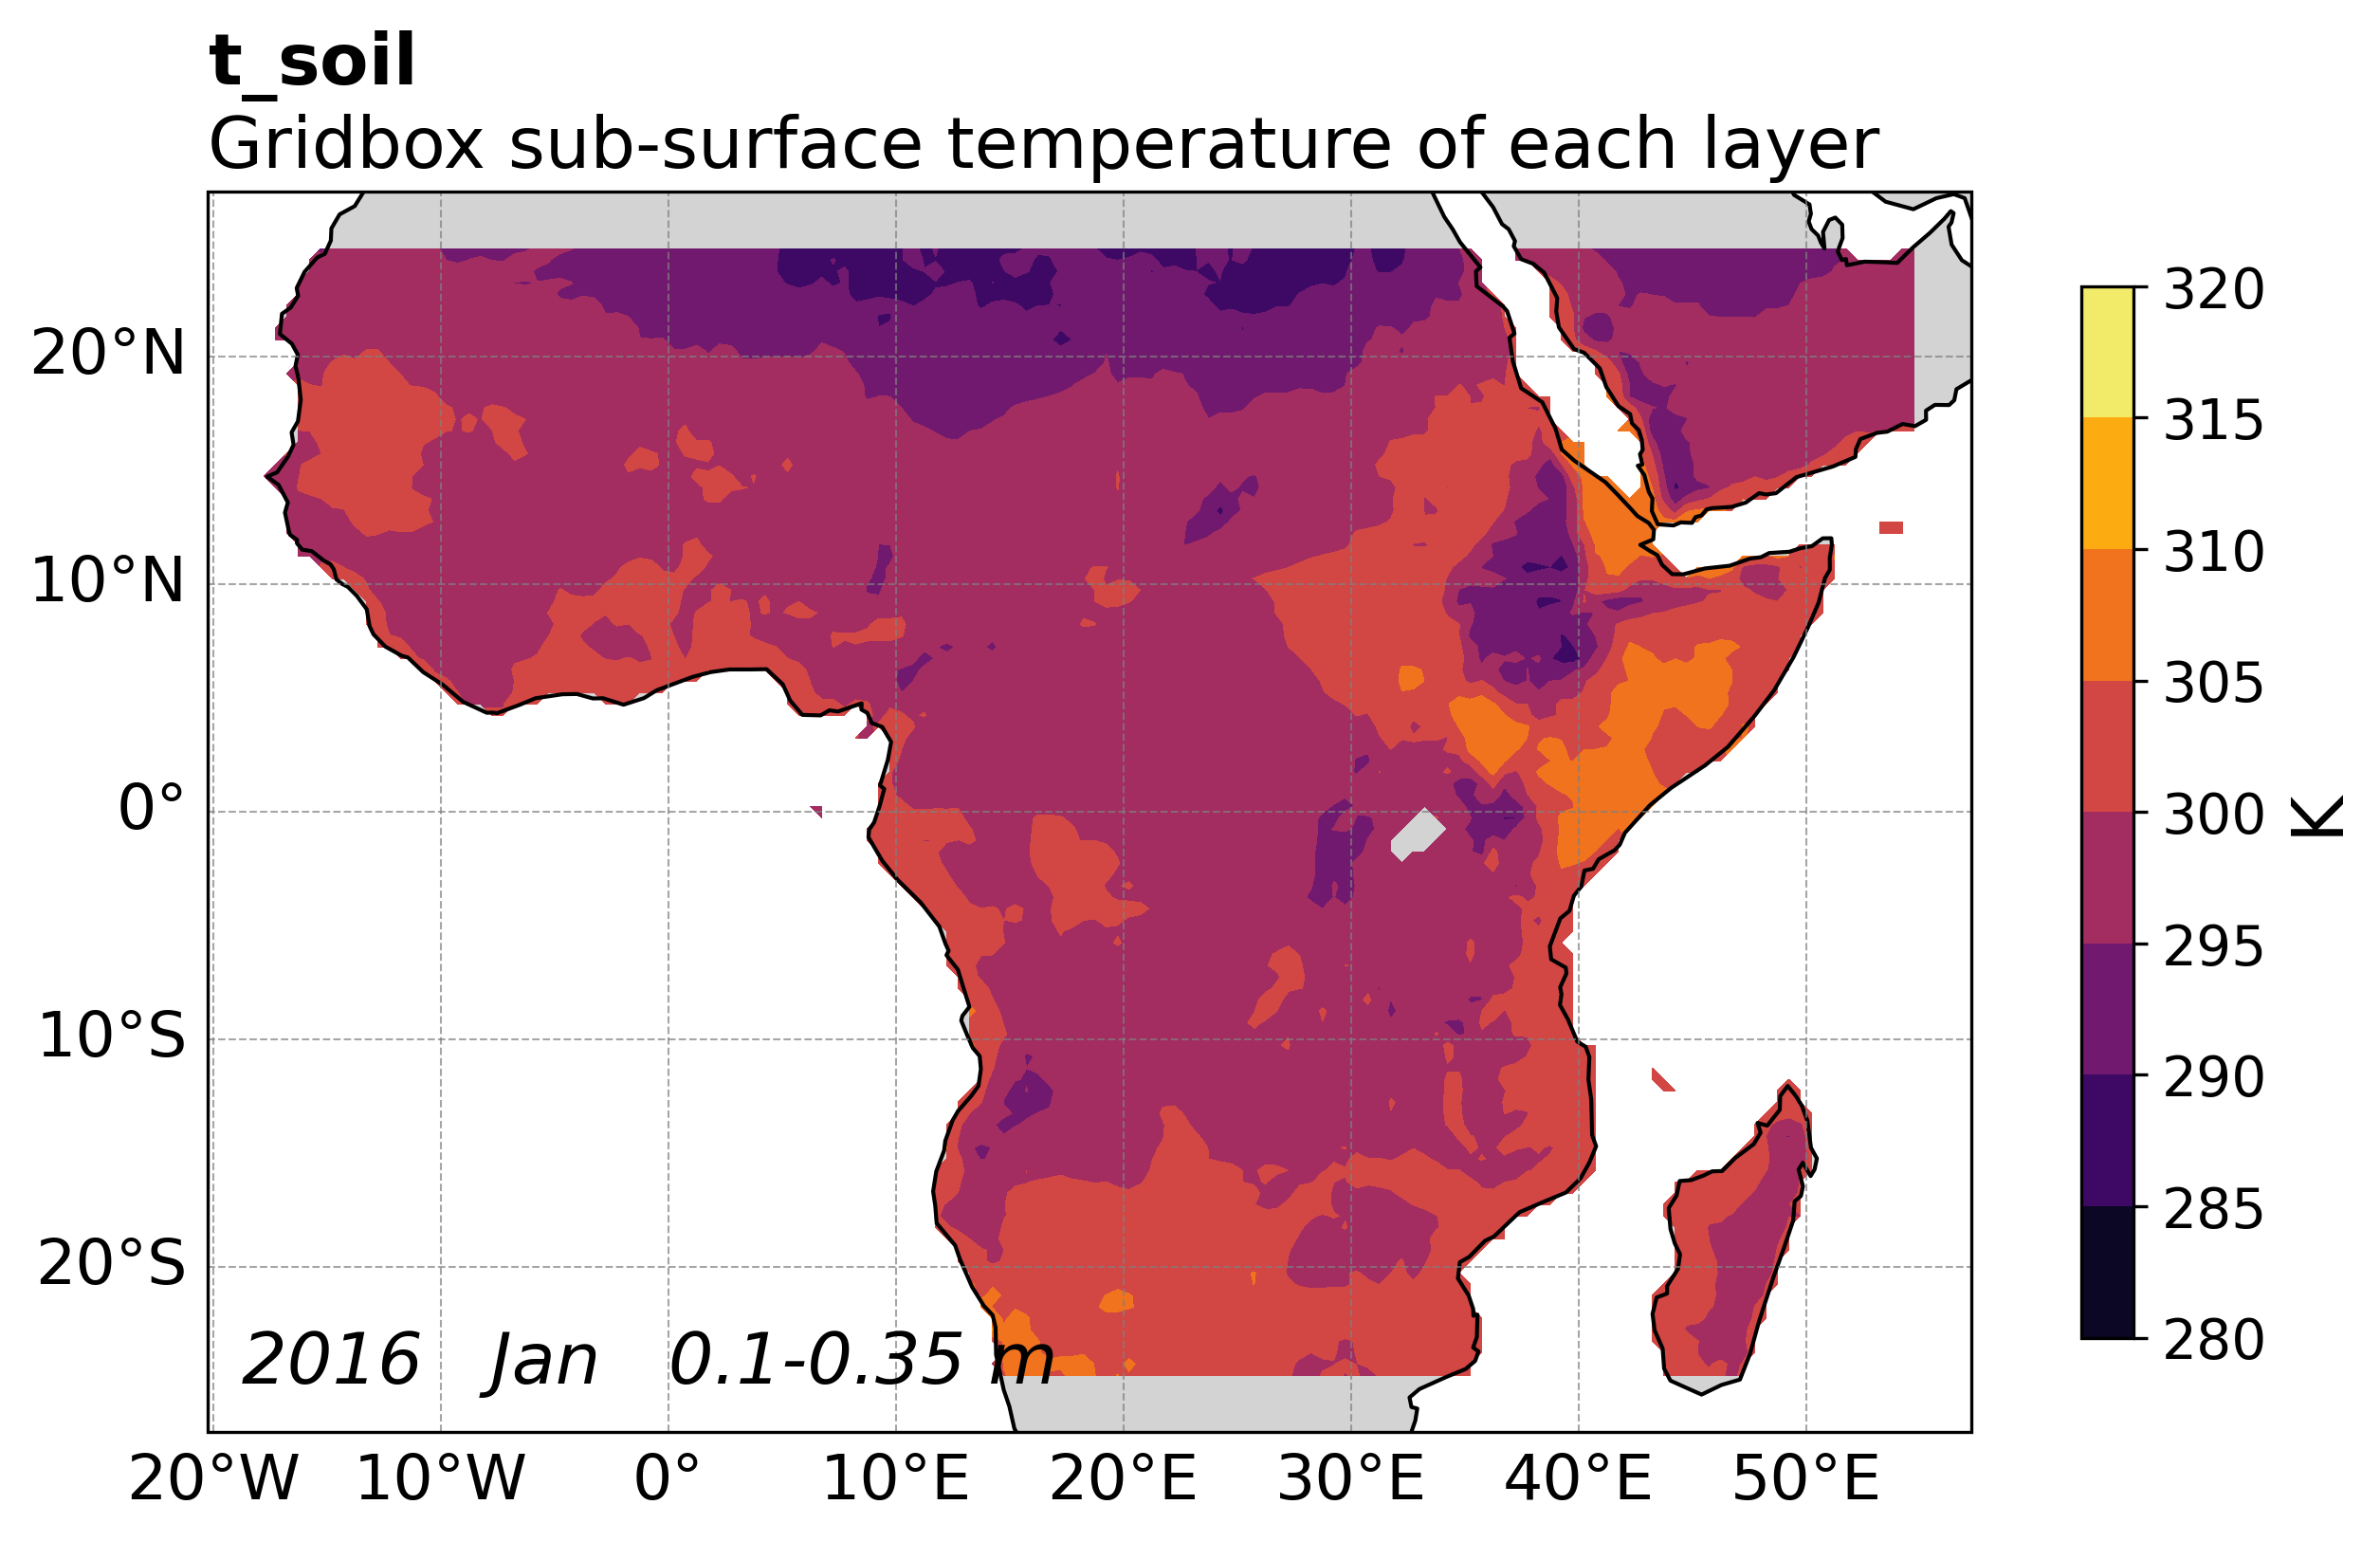 t_soil
Gridbox sub-surface temperature of each layer
20°N
10°N
0°
10°S
20°S
2016 Jan 0.1-0.35 m
20°W 10°W 0° 10°E 20°E 30°E 40°E 50°E
320
315
310
305
300
295
290
285
280
K